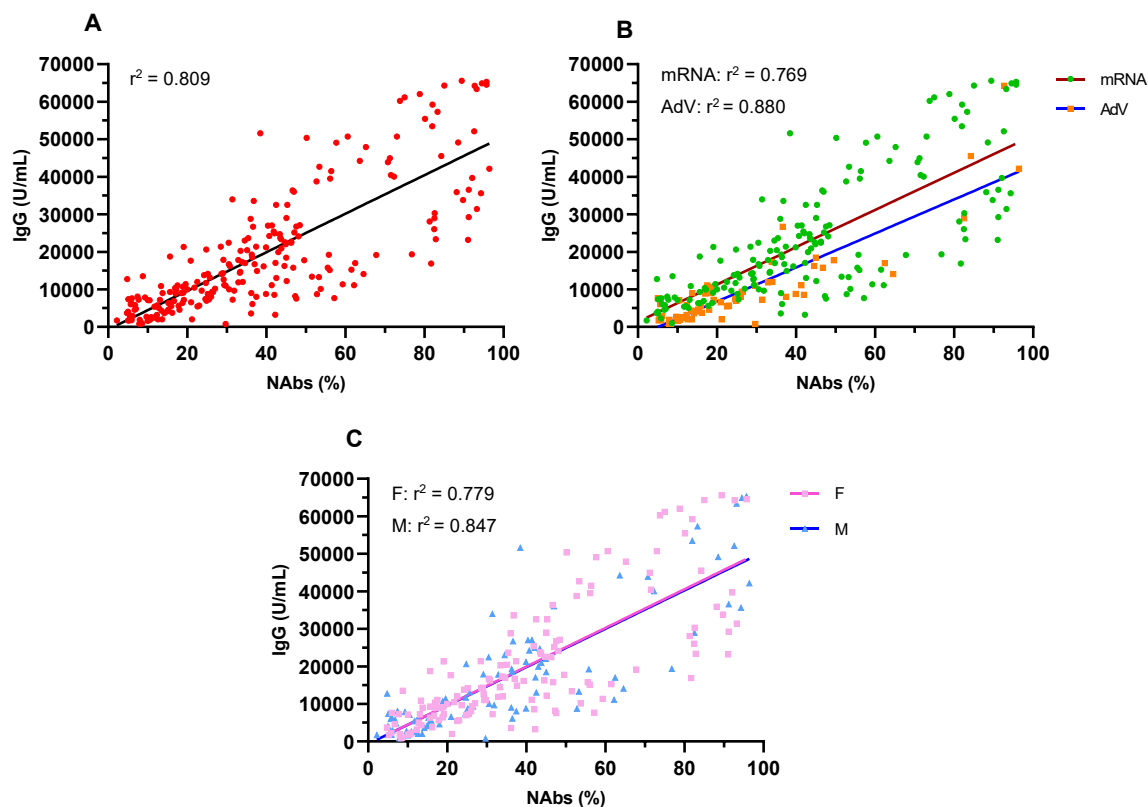 A
r² = 0.809
IgG (U/mL)
70000
60000
50000
40000
30000
20000
10000
0
0 20 40 60 80 100
NAbs (%)
B
mRNA: r² = 0.769
AdV: r² = 0.880
mRNA
AdV
IgG (U/mL)
70000
60000
50000
40000
30000
20000
10000
0
0 20 40 60 80 100
NAbs (%)
C
F: r² = 0.779
M: r² = 0.847
F
M
IgG (U/mL)
70000
60000
50000
40000
30000
20000
10000
0
0 20 40 60 80 100
NAbs (%)